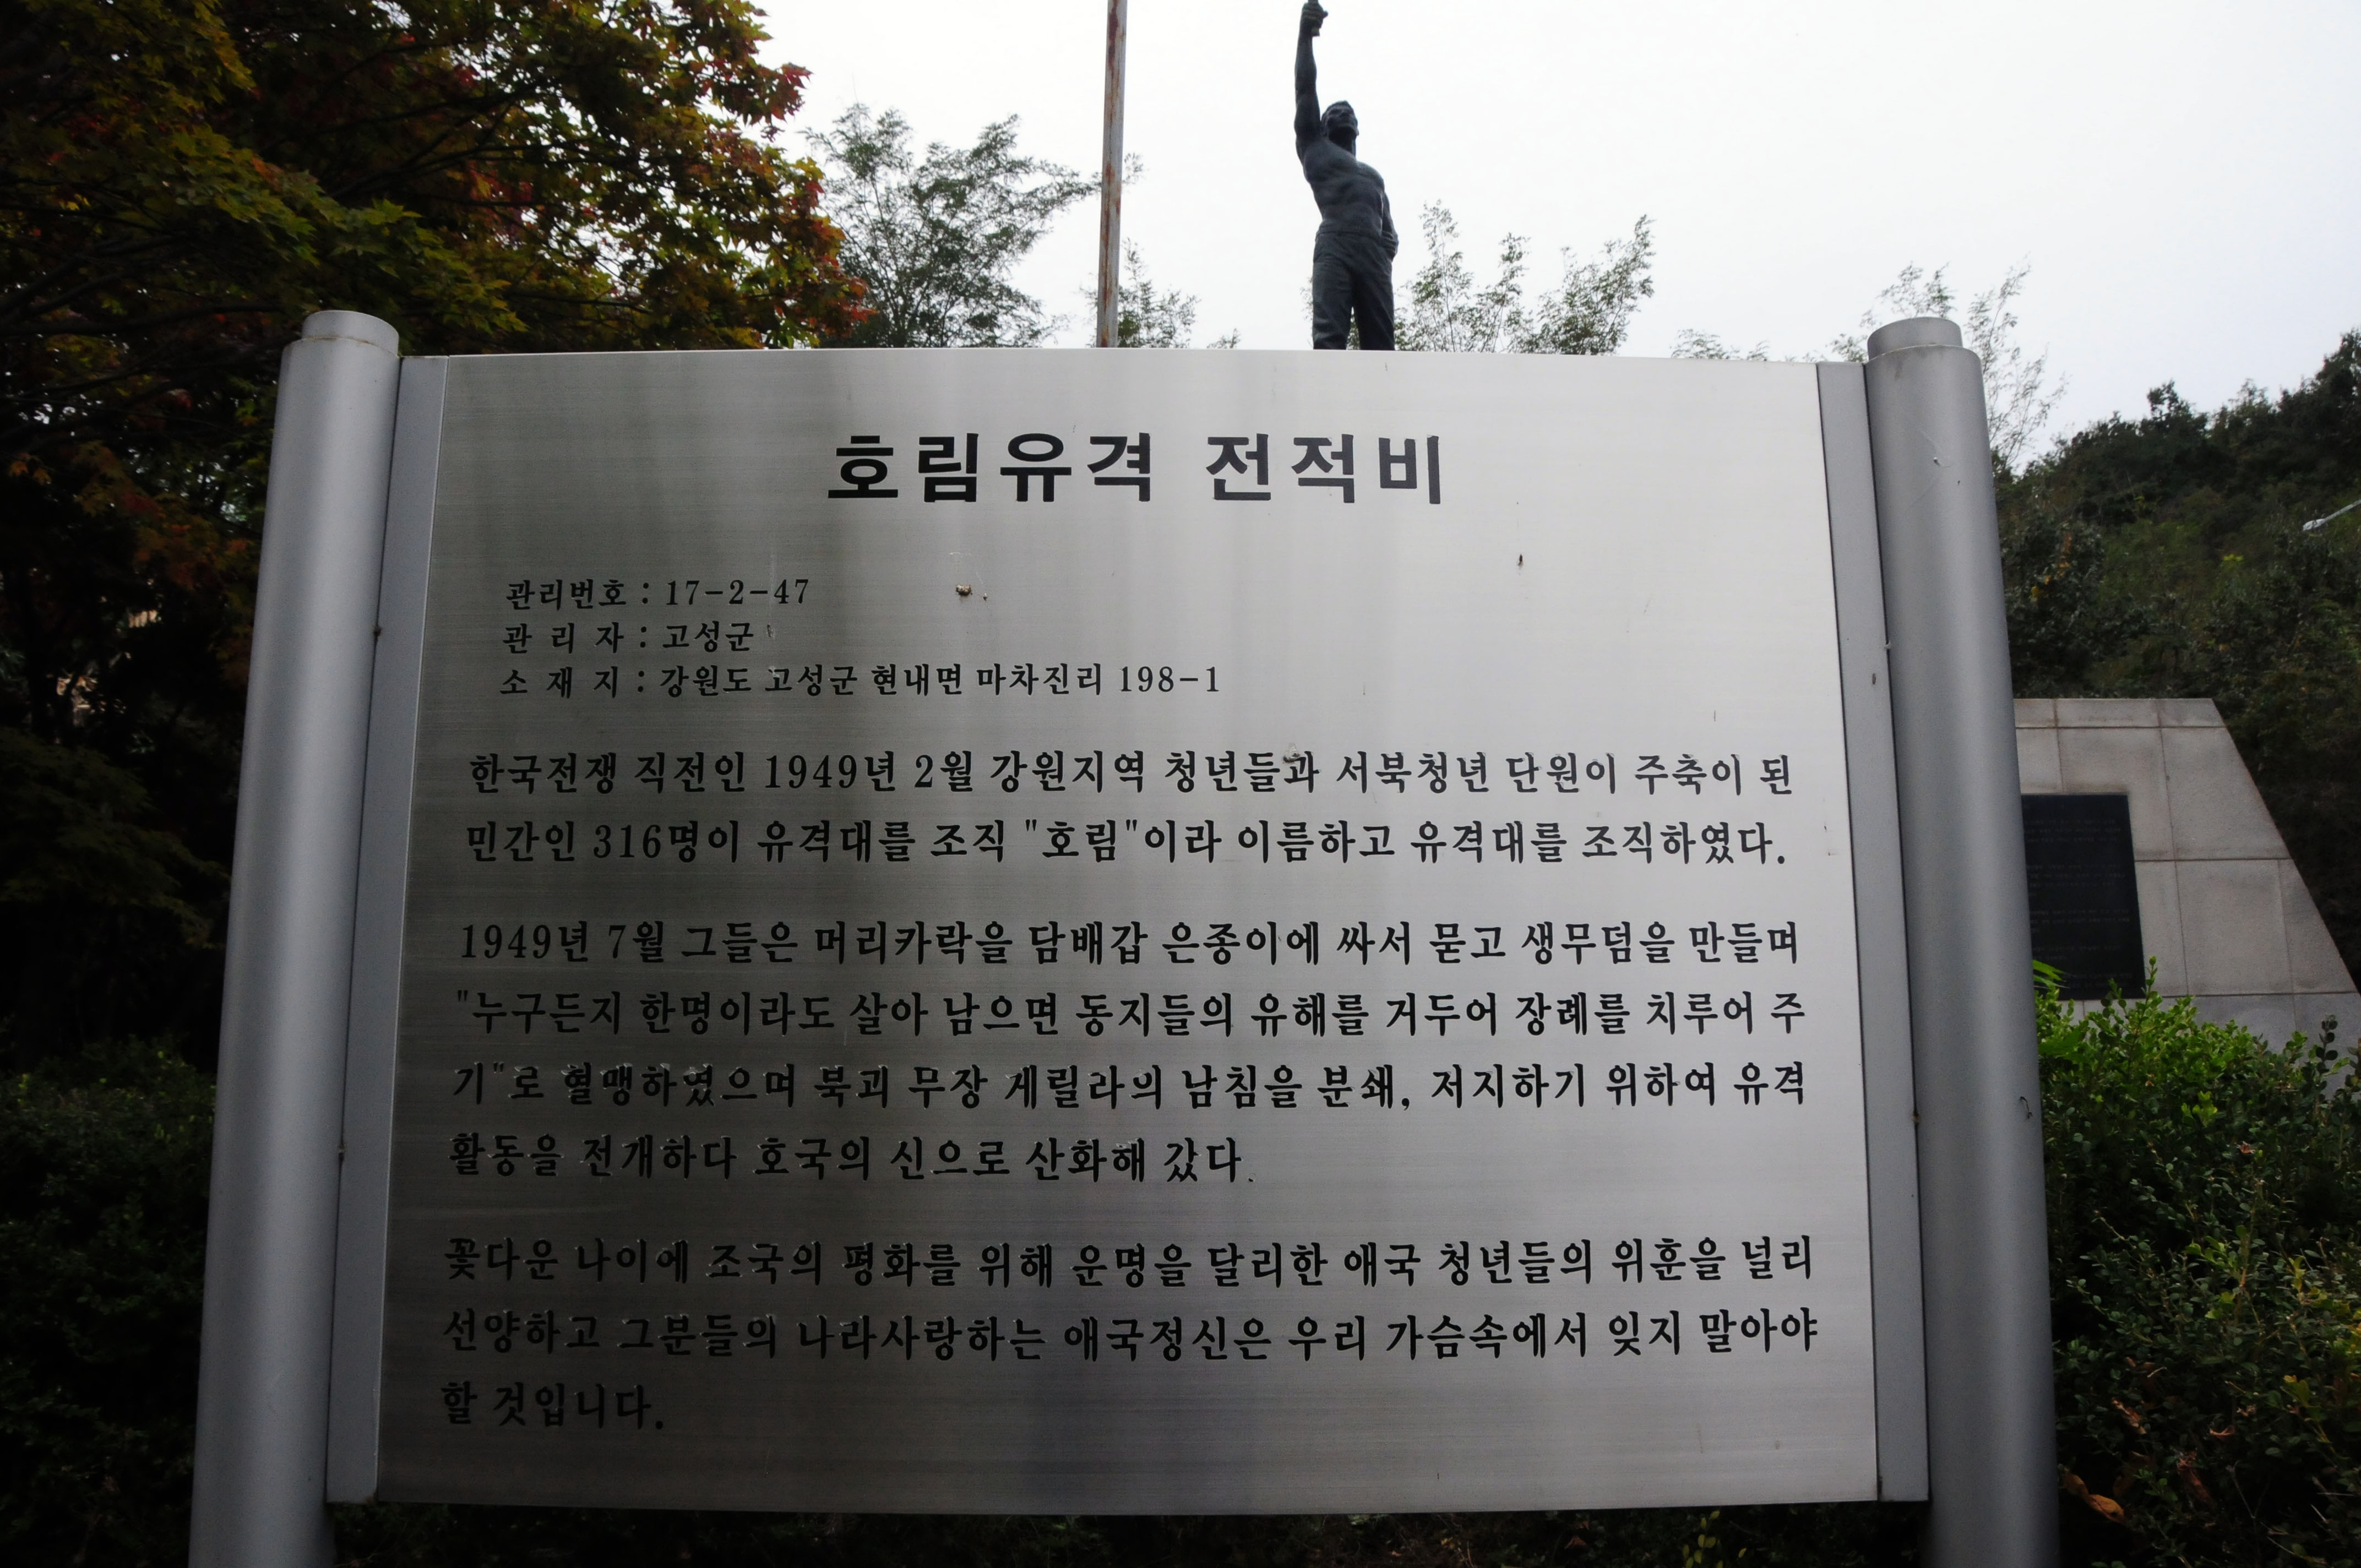 호림유격 전적비
관리번호 : 17-2-47
관 리 자 : 고성군
소 재 지 : 강원도 고성군 현내면 마차진리 198-1
한국전쟁 직전인 1949년 2월 강원지역 청년들과 서북청년 단원이 주축이 된
민간인 316명이 유격대를 조직 "호림"이라 이름하고 유격대를 조직하였다.
1949년 7월 그들은 머리카락을 담배갑 은종이에 싸서 묻고 생무덤을 만들며
"누구든지 한명이라도 살아 남으면 동지들의 유해를 거두어 장례를 치루어 주
기"로 혈맹하였으며 북괴 무장 게릴라의 남침을 분쇄, 저지하기 위하여 유격
활동을 전개하다 호국의 신으로 산화해 갔다.
꽃다운 나이에 조국의 평화를 위해 운명을 달리한 애국 청년들의 위훈을 널리
선양하고 그분들의 나라사랑하는 애국정신은 우리 가슴속에서 잊지 말아야
할 것입니다.